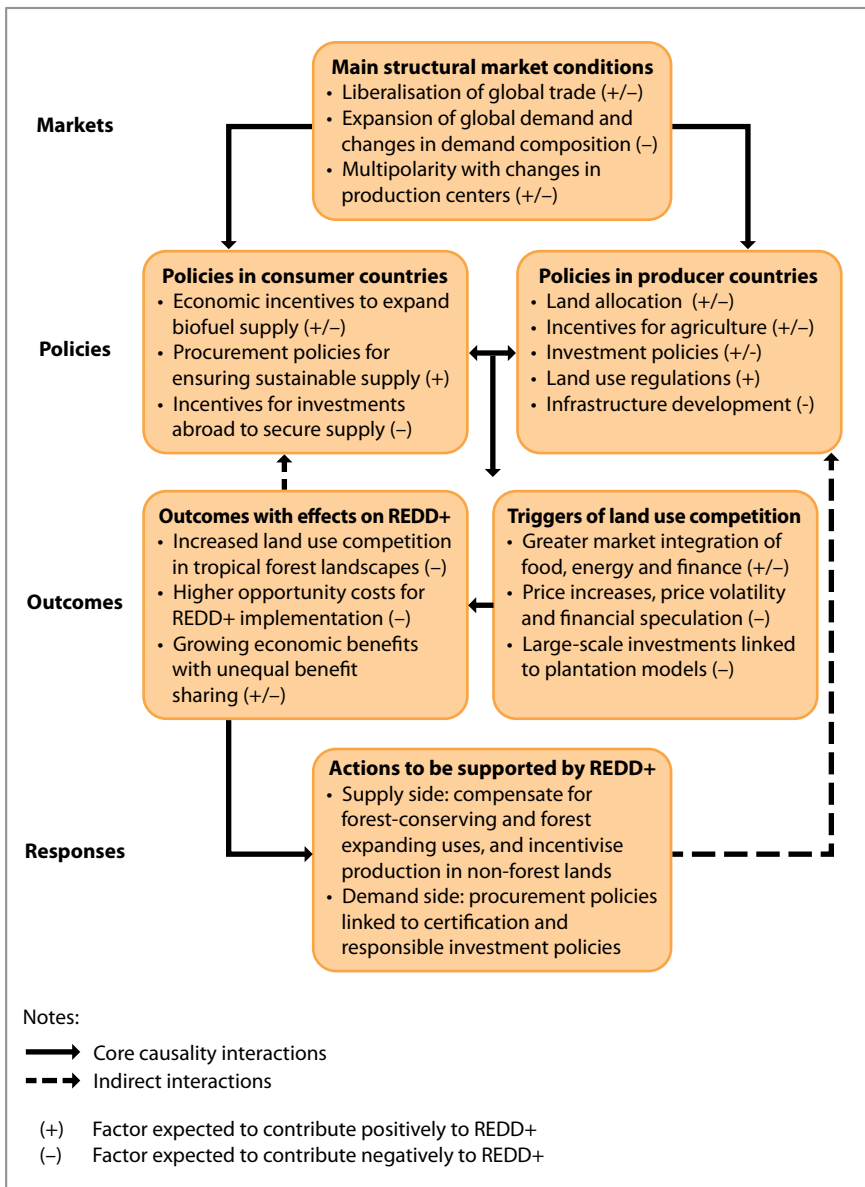 Markets
Main structural market conditions
• Liberalisation of global trade (+/–)
• Expansion of global demand and
changes in demand composition (–)
• Multipolarity with changes in
production centers (+/–)
Policies
Policies in consumer countries
• Economic incentives to expand
biofuel supply (+/–)
• Procurement policies for
ensuring sustainable supply (+)
• Incentives for investments
abroad to secure supply (–)
Policies in producer countries
• Land allocation (+/–)
• Incentives for agriculture (+/–)
• Investment policies (+/-)
• Land use regulations (+)
• Infrastructure development (-)
Outcomes
Outcomes with effects on REDD+
• Increased land use competition
in tropical forest landscapes (–)
• Higher opportunity costs for
REDD+ implementation (–)
• Growing economic benefits
with unequal benefit
sharing (+/–)
Triggers of land use competition
• Greater market integration of
food, energy and finance (+/–)
• Price increases, price volatility
and financial speculation (–)
• Large-scale investments linked
to plantation models (–)
Responses
Actions to be supported by REDD+
• Supply side: compensate for
forest-conserving and forest
expanding uses, and incentivise
production in non-forest lands
• Demand side: procurement policies
linked to certification and
responsible investment policies
Notes:
Core causality interactions
Indirect interactions
(+) Factor expected to contribute positively to REDD+
(–) Factor expected to contribute negatively to REDD+